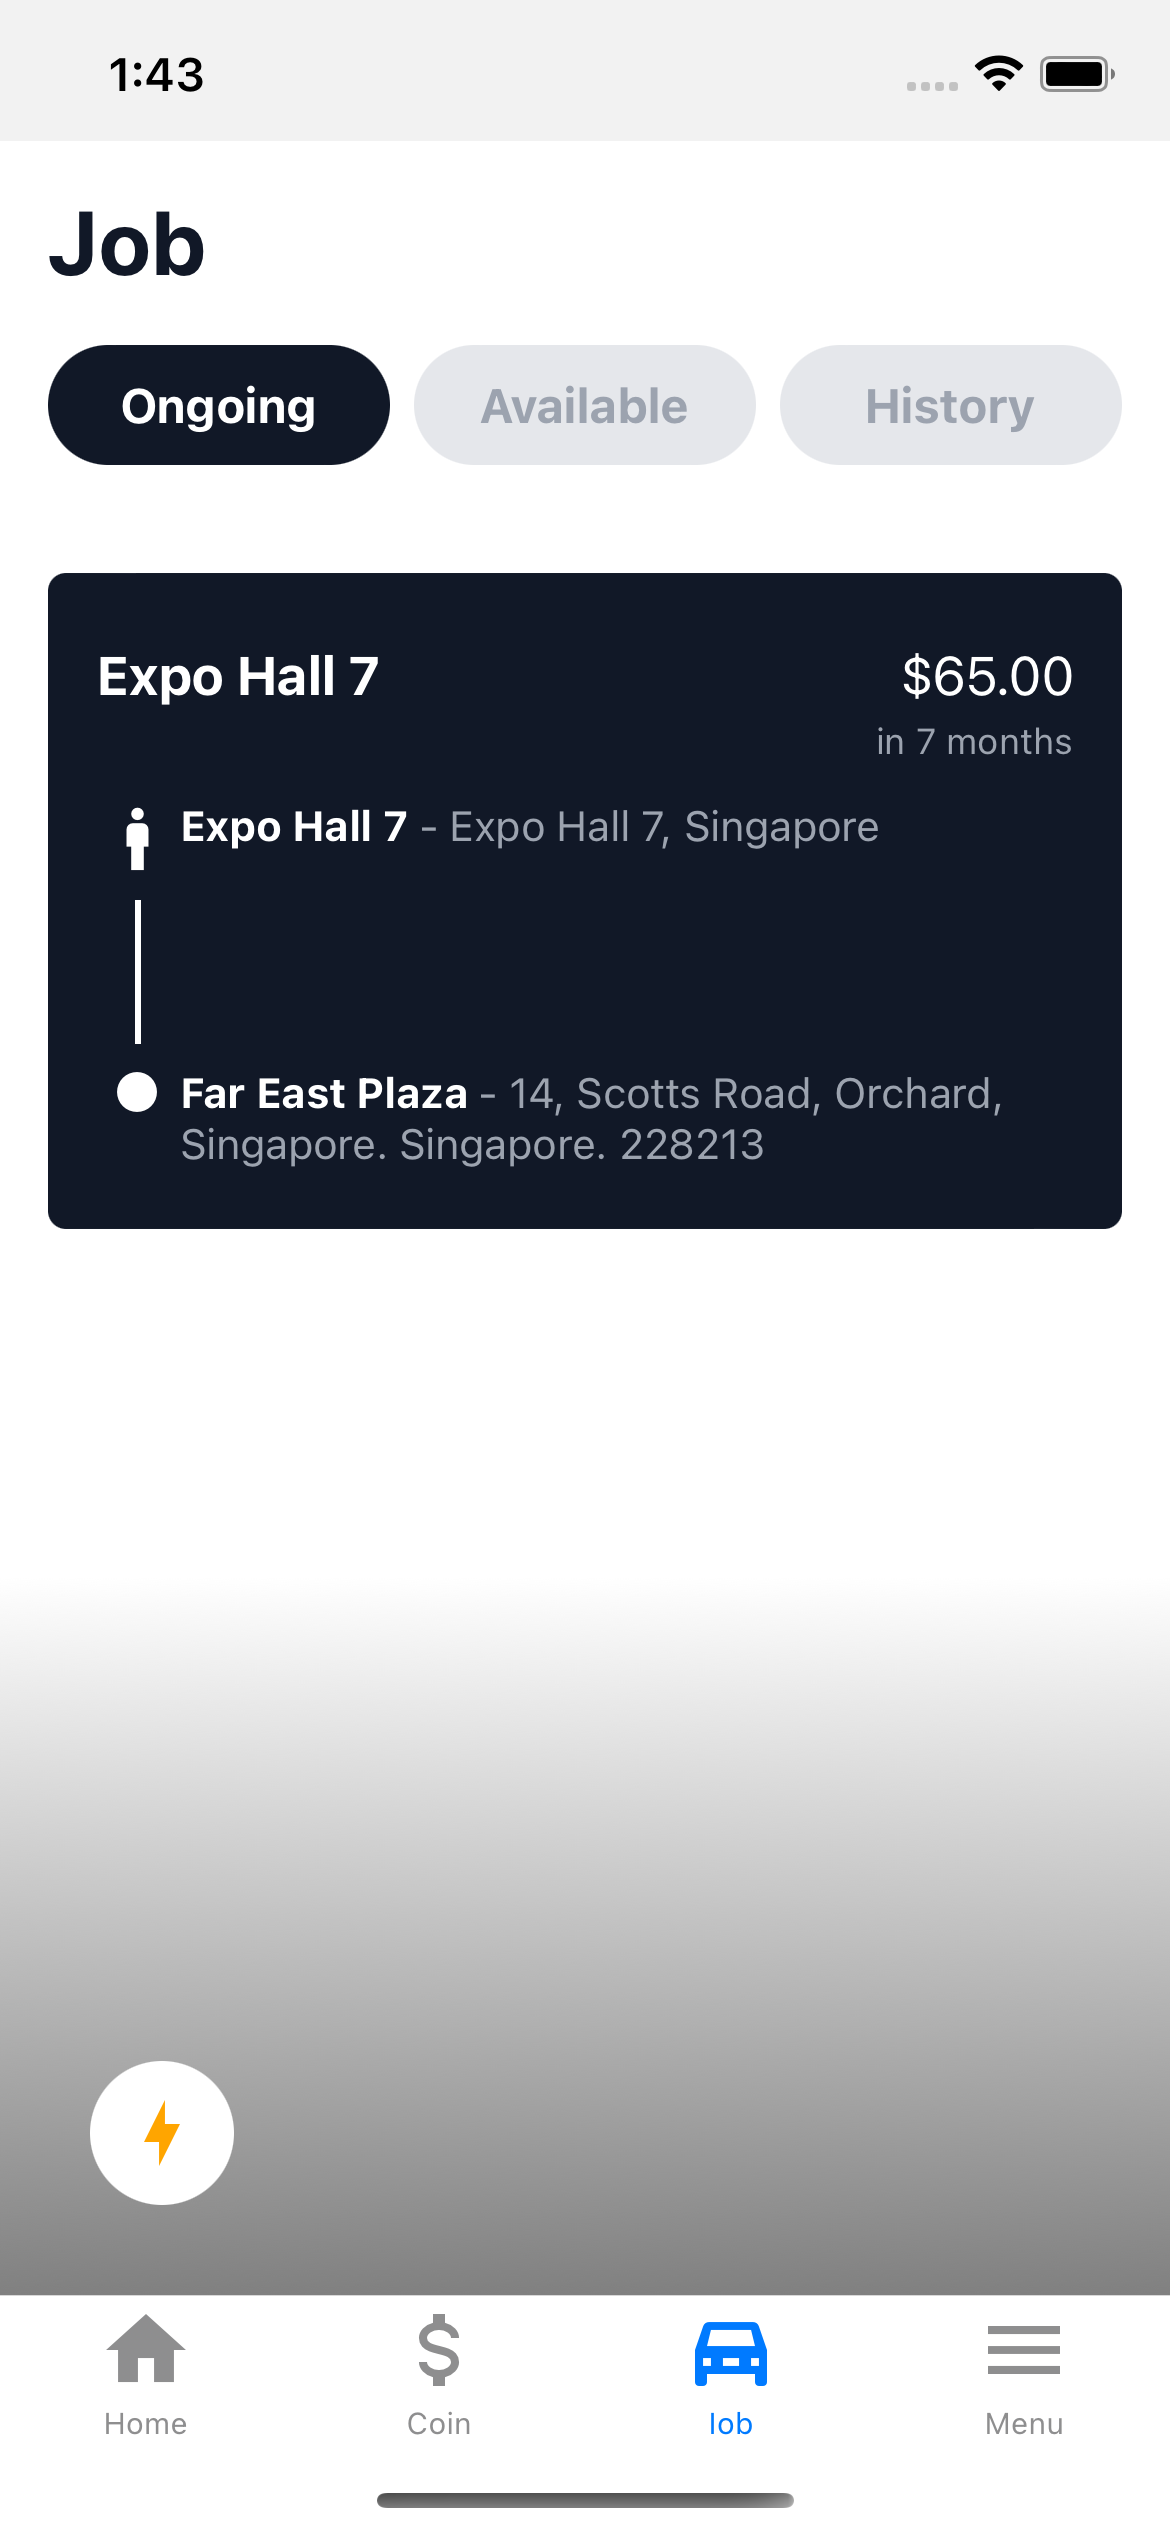 1:43
Job
Ongoing
Available
History
Expo Hall 7
$65.00
in 7 months
Expo Hall 7 - Expo Hall 7, Singapore
Far East Plaza - 14, Scotts Road, Orchard,
Singapore. Singapore. 228213
Home
Coin
Job
Menu